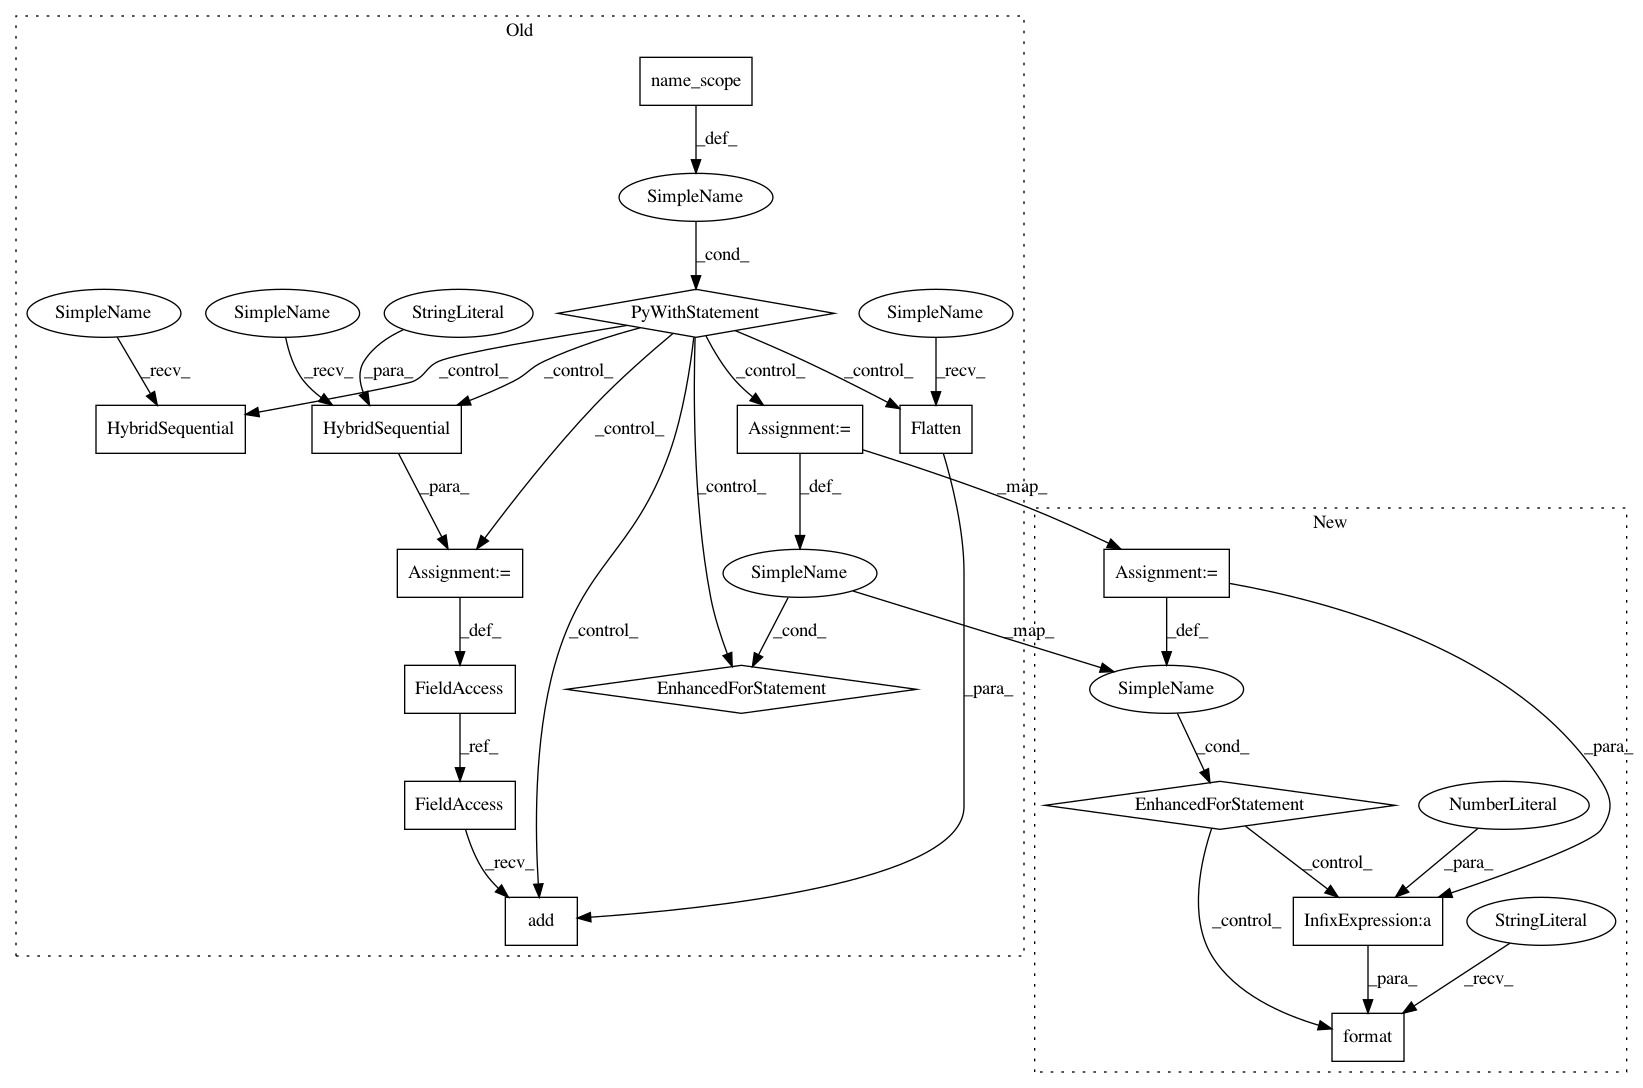 Old
name_scope
_def_
SimpleName
_cond_
SimpleName
SimpleName
StringLiteral
PyWithStatement
SimpleName
_recv_
_recv_
_para_
_control_
_control_
_control_
_control_
_recv_
HybridSequential
HybridSequential
_control_
Assignment:=
Flatten
_para_
_control_
_def_
_map_
New
Assignment:=
SimpleName
Assignment:=
_def_
_control_
_cond_
_map_
_def_
FieldAccess
EnhancedForStatement
_para_
SimpleName
_ref_
_cond_
_para_
FieldAccess
EnhancedForStatement
NumberLiteral
_recv_
_control_
_para_
add
_control_
InfixExpression:a
StringLiteral
_para_
_recv_
format